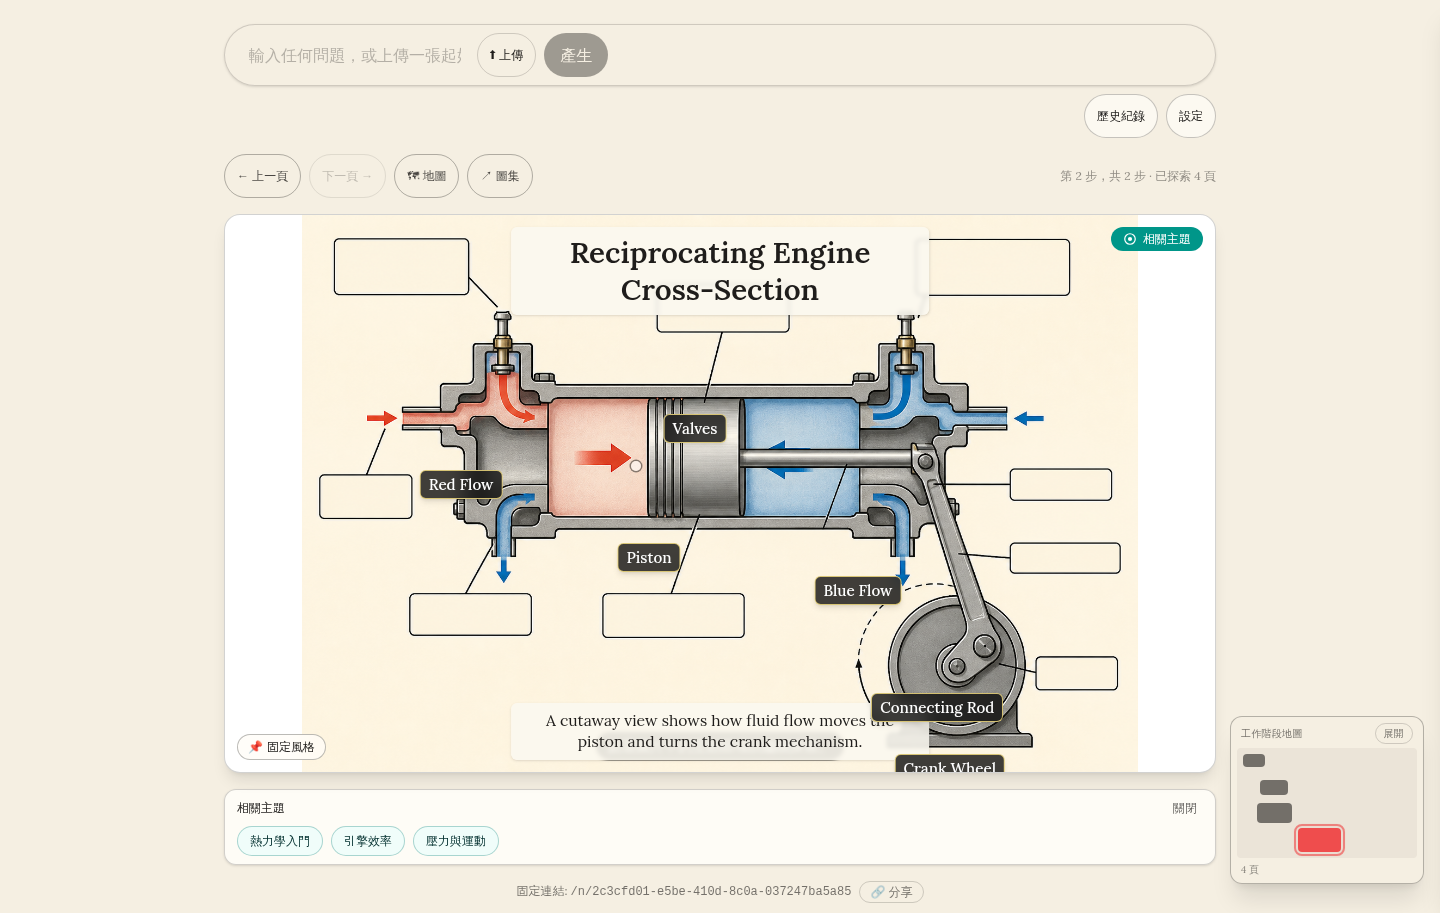 輸入任何問題，或上傳一張起
⬆ 上傳
產生
歷史紀錄
設定
← 上一頁
下一頁 →
🗺 地圖
↗ 圖集
第 2 步，共 2 步 · 已探索 4 頁
Reciprocating Engine
Cross-Section
相關主題
Valves
Red Flow
Piston
Blue Flow
Connecting Rod
A cutaway view shows how fluid flow moves the
piston and turns the crank mechanism.
Crank Wheel
📌 固定風格
工作階段地圖
展開
4 頁
相關主題
關閉
熱力學入門
引擎效率
壓力與運動
固定連結: /n/2c3cfd01-e5be-410d-8c0a-037247ba5a85
🔗 分享